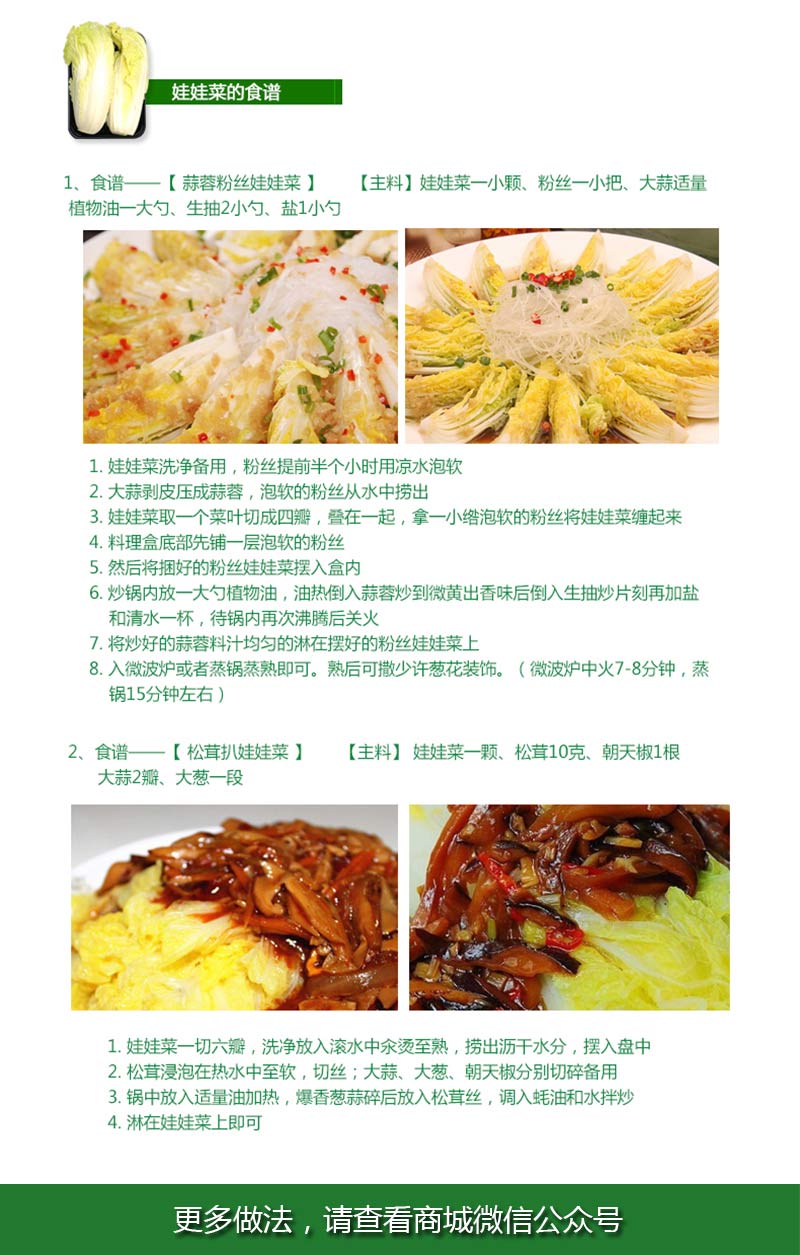 娃娃菜的食谱
1、食谱——【 蒜蓉粉丝娃娃菜 】 【主料】娃娃菜一小颗、粉丝一小把、大蒜适量
植物油一大勺、生抽2小勺、盐1小勺
1. 娃娃菜洗净备用，粉丝提前半个小时用凉水泡软
2. 大蒜剥皮压成蒜蓉，泡软的粉丝从水中捞出
3. 娃娃菜取一个菜叶切成四瓣，叠在一起，拿一小绺泡软的粉丝将娃娃菜缠起来
4. 料理盒底部先铺一层泡软的粉丝
5. 然后将捆好的粉丝娃娃菜摆入盒内
6. 炒锅内放一大勺植物油，油热倒入蒜蓉炒到微黄出香味后倒入生抽炒片刻再加盐
和清水一杯，待锅内再次沸腾后关火
7. 将炒好的蒜蓉料汁均匀的淋在摆好的粉丝娃娃菜上
8. 入微波炉或者蒸锅蒸熟即可。熟后可撒少许葱花装饰。（微波炉中火7-8分钟，蒸
锅15分钟左右）
2、食谱——【 松茸扒娃娃菜 】 【主料】 娃娃菜一颗、松茸10克、朝天椒1根
大蒜2瓣、大葱一段
1. 娃娃菜一切六瓣，洗净放入滚水中汆烫至熟，捞出沥干水分，摆入盘中
2. 松茸浸泡在热水中至软，切丝；大蒜、大葱、朝天椒分别切碎备用
3. 锅中放入适量油加热，爆香葱蒜碎后放入松茸丝，调入蚝油和水拌炒
4. 淋在娃娃菜上即可
更多做法，请查看商城微信公众号